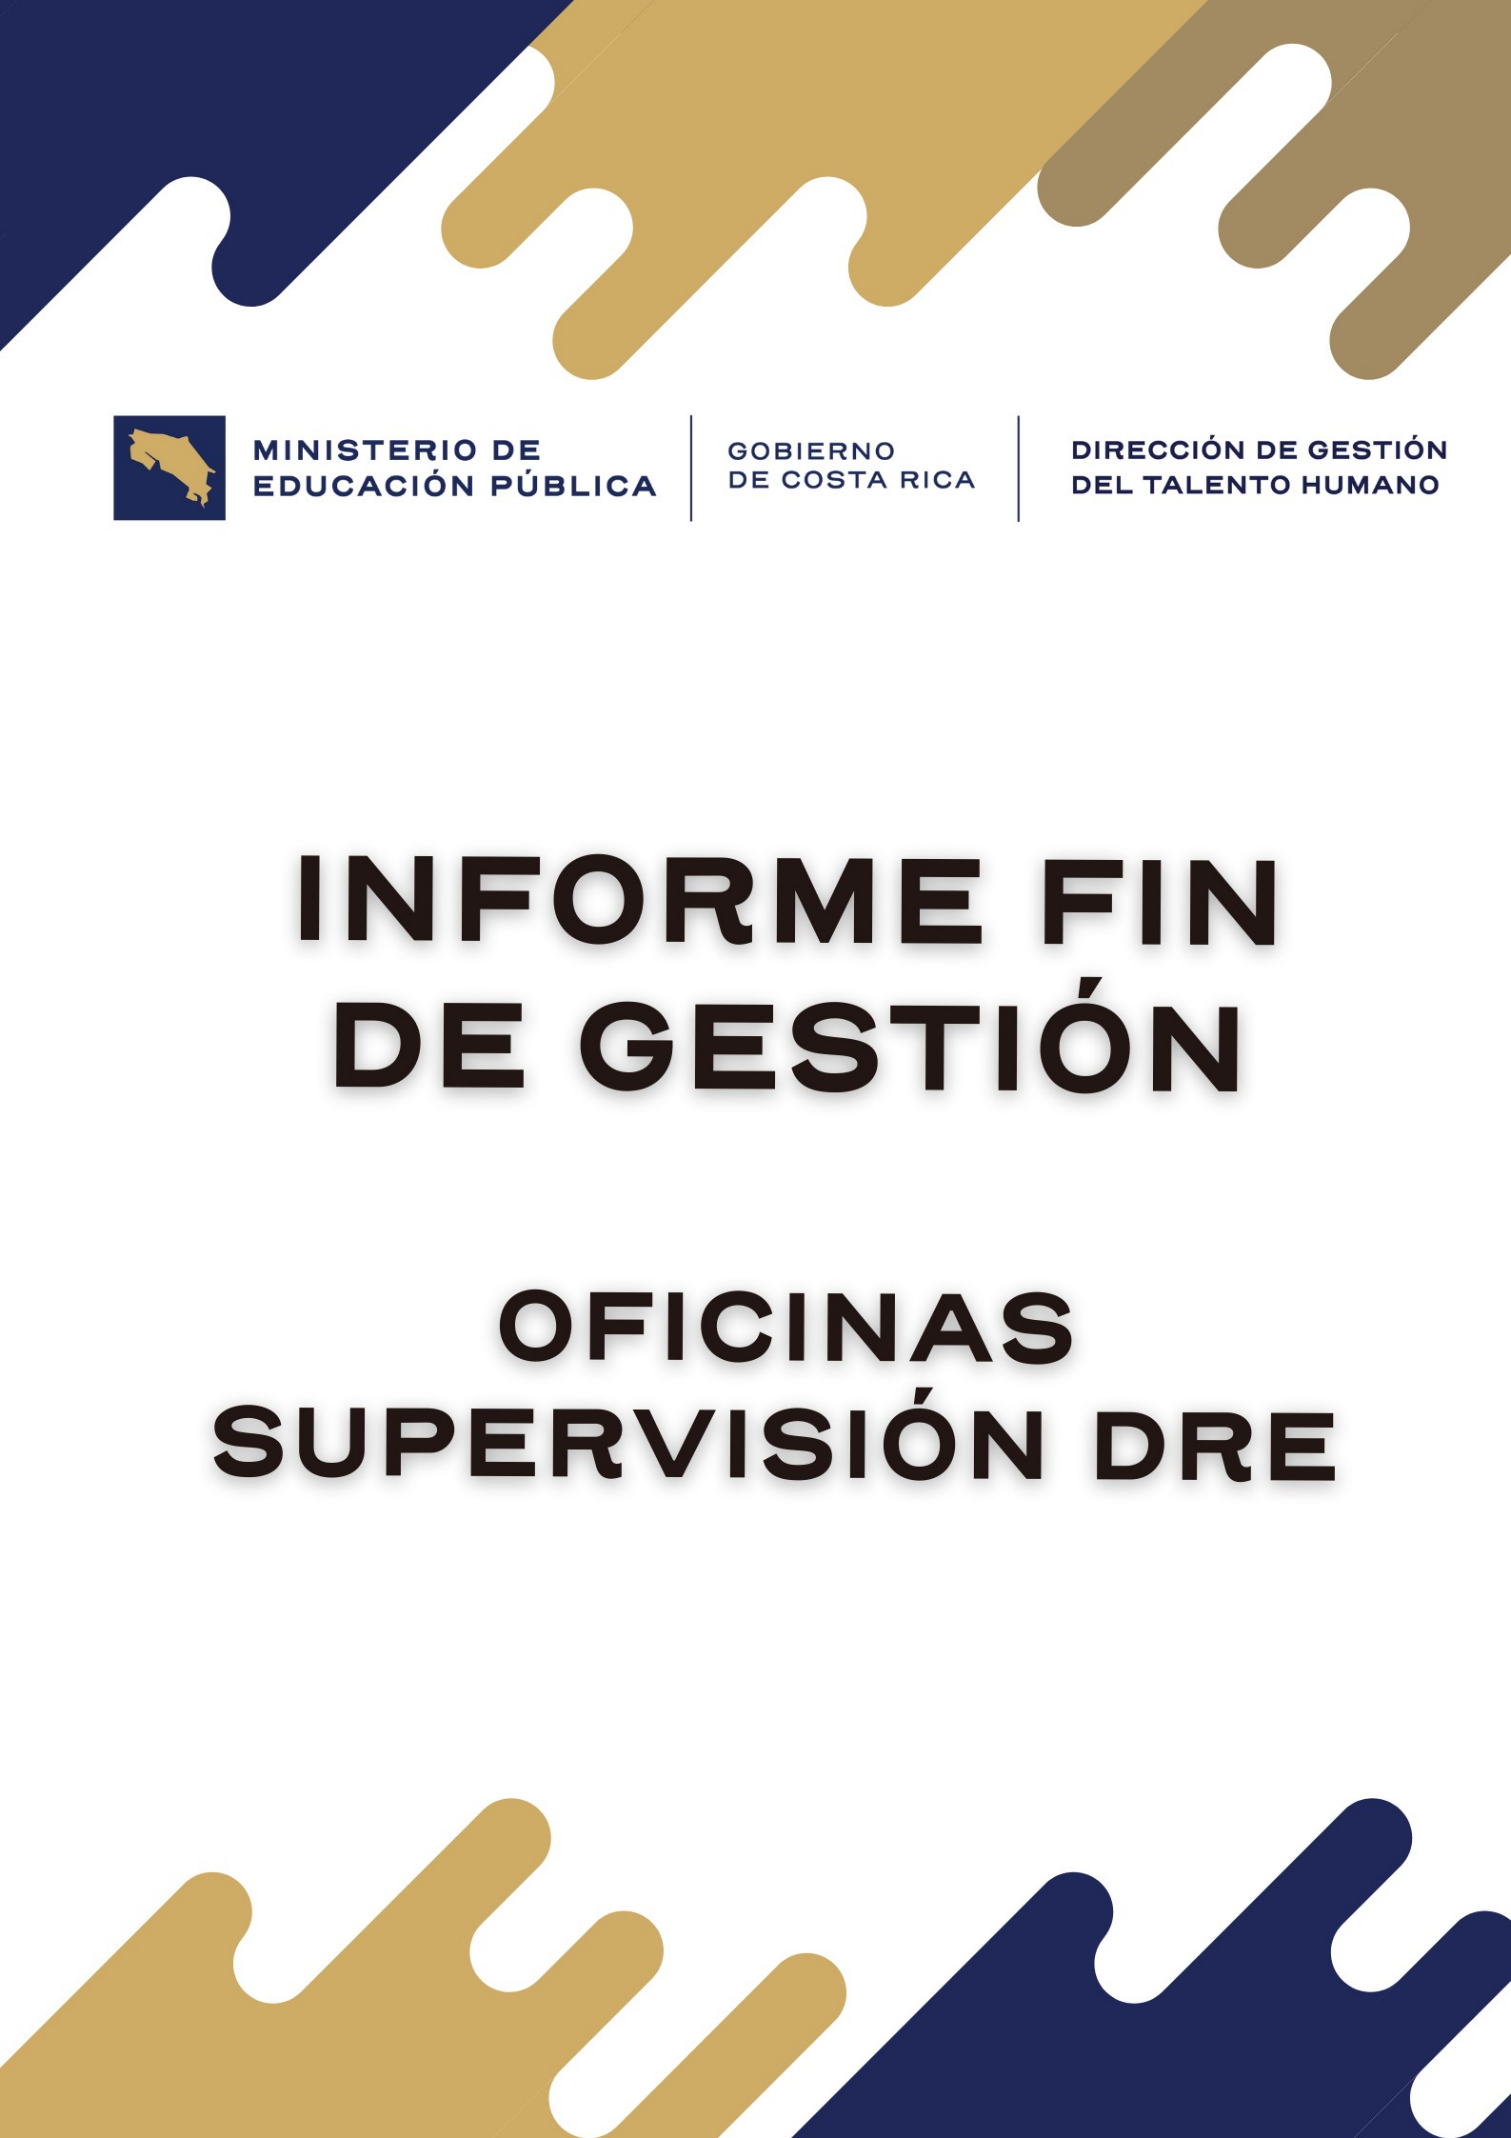 MINISTERIO DE
EDUCACIÓN PÚBLICA
GOBIERNO
DE COSTA RICA
DIRECCIÓN DE GESTIÓN
DEL TALENTO HUMANO
INFORME FIN
DE GESTIÓN
OFICINAS
SUPERVISIÓN DRE